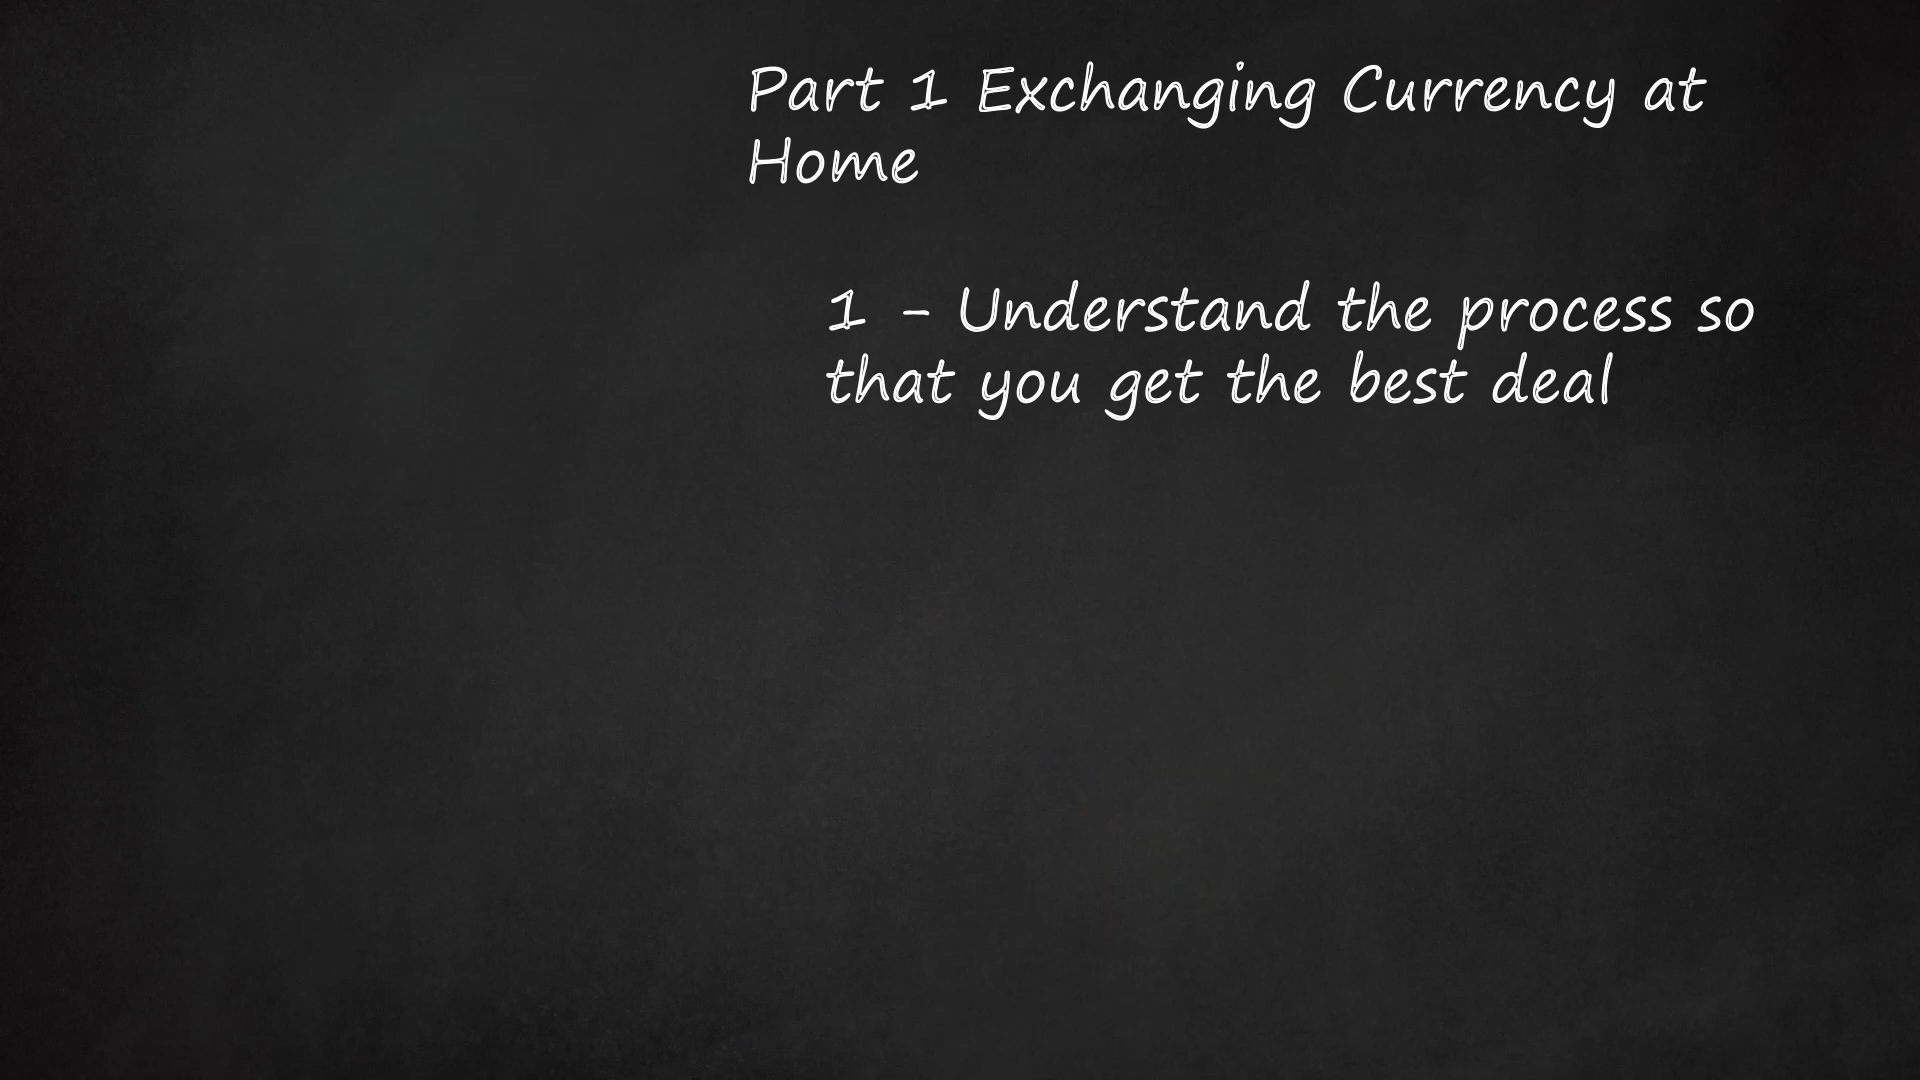 Part 1 Exchanging Currency at
Home
1 - Understand the process so
that you get the best deal